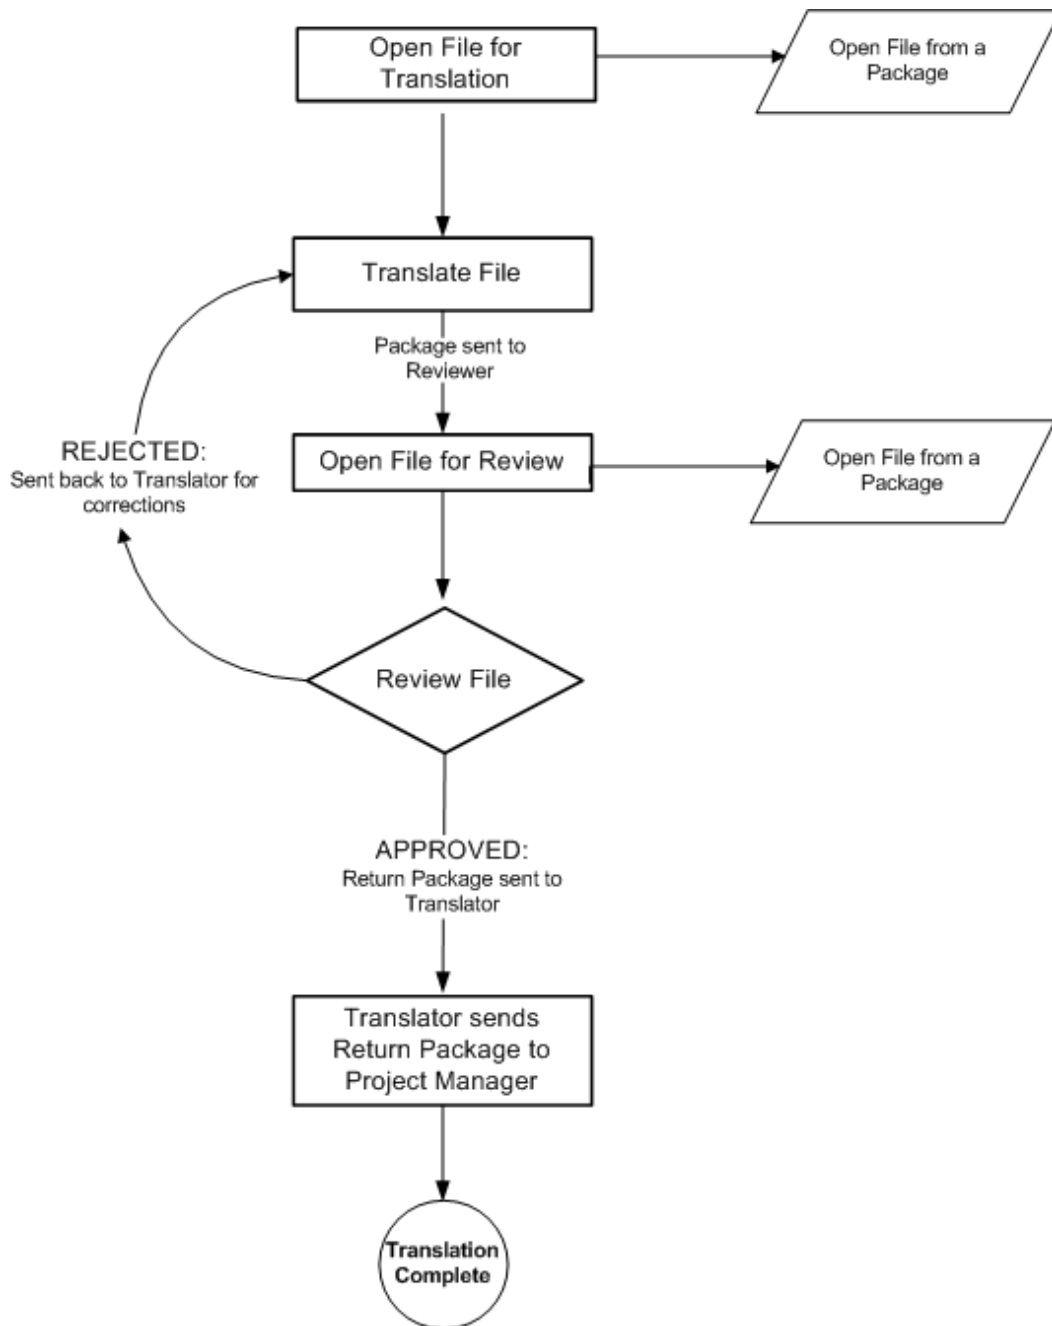 Open File for
Translation
Open File from a
Package
Translate File
Package sent to
Reviewer
REJECTED:
Sent back to Translator for
corrections
Open File for Review
Open File from a
Package
Review File
APPROVED:
Return Package sent to
Translator
Translator sends
Return Package to
Project Manager
Translation
Complete